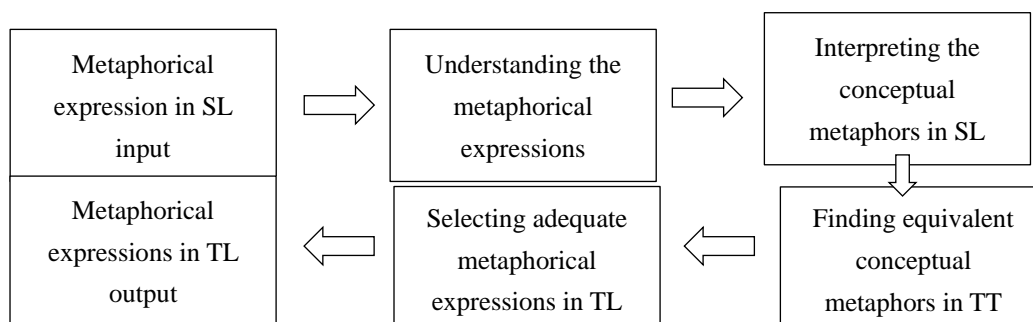 Metaphorical
expression in SL
input
Understanding the
metaphorical
expressions
Interpreting the
conceptual
metaphors in SL
Finding equivalent
conceptual
metaphors in TT
Selecting adequate
metaphorical
expressions in TL
Metaphorical
expressions in TL
output